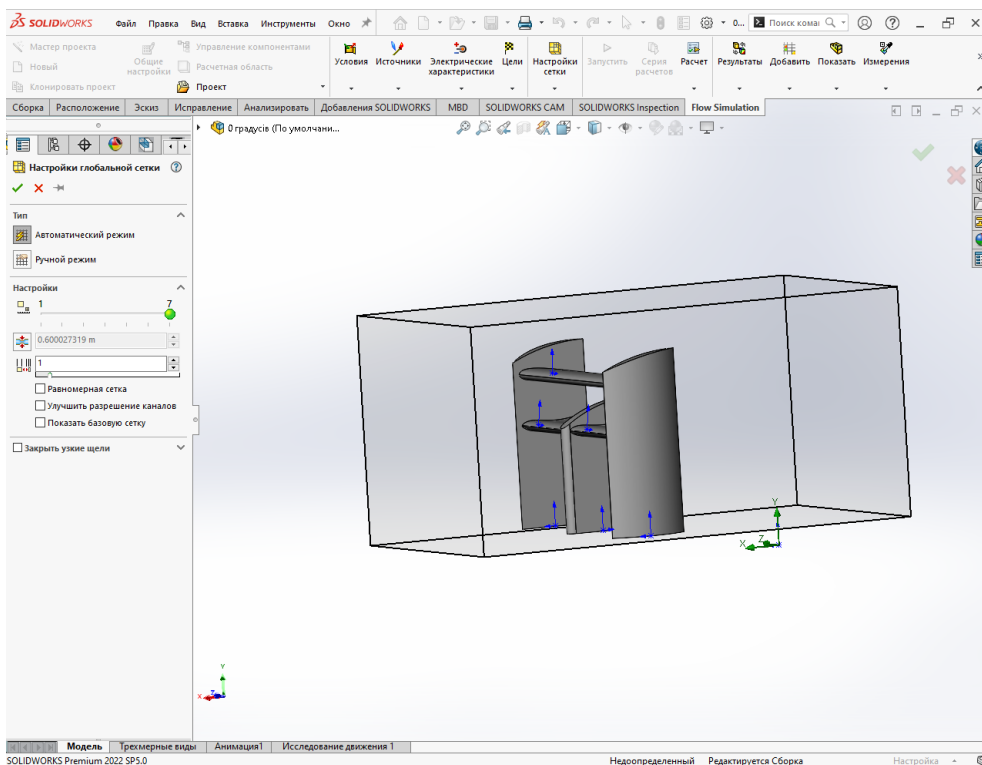 SOLIDWORKS Файл Правка Вид Вставка Инструменты Окно 0... Поиск коман
Мастер проекта
Новый
Клонировать проект
Общие настройки
Управление компонентами
Расчетная область
Проект
Условия Источники Электрические характеристики Цели Настройки сетки Запустить Серия расчетов Расчет Результаты Добавить Показать Измерения
Сборка Расположение Эскиз Исправление Анализировать Добавления SOLIDWORKS MBD SOLIDWORKS CAM SOLIDWORKS Inspection Flow Simulation
0 градусів (По умолчани...
Настройки глобальной сетки
Тип
Автоматический режим
Ручной режим
Настройки
1 7
0.600027319 m
1
Равномерная сетка
Улучшить разрешение каналов
Показать базовую сетку
Закрыть узкие щели
Y
X Z
Y
X Z
Модель Трехмерные виды Анимация1 Исследование движения 1
SOLIDWORKS Premium 2022 SP5.0 Недоопределенный Редактируется Сборка Настройка